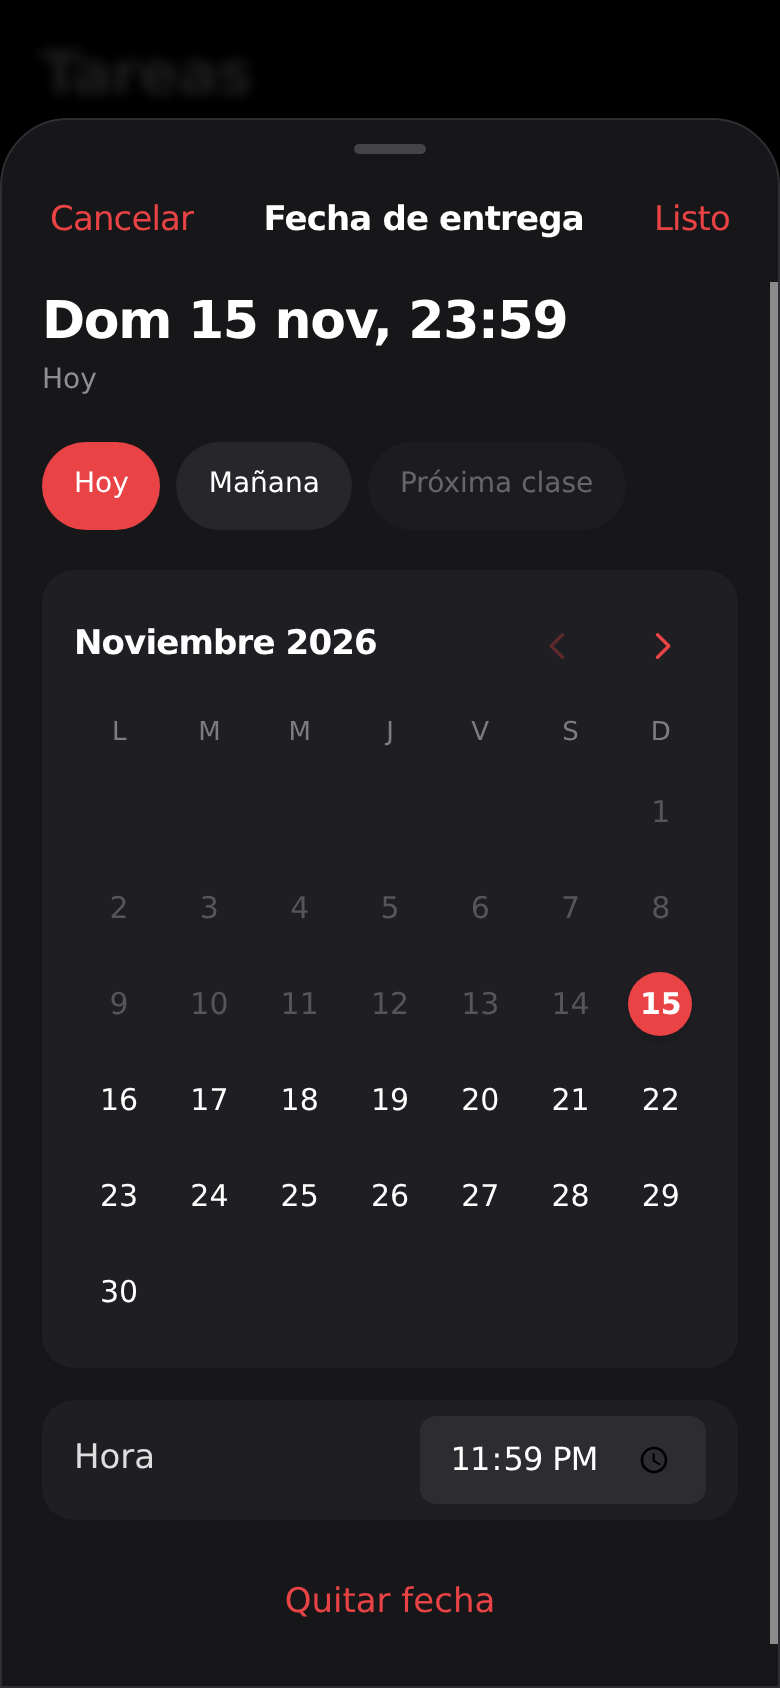 Tareas
Cancelar Fecha de entrega Listo
Dom 15 nov, 23:59
Hoy
Hoy Mañana Próxima clase
Noviembre 2026
L M M J V S D
1
2 3 4 5 6 7 8
9 10 11 12 13 14 15
16 17 18 19 20 21 22
23 24 25 26 27 28 29
30
Hora 11:59 PM
Quitar fecha